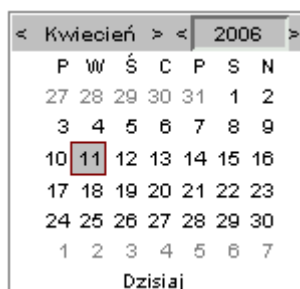 < Kwiecień > < 2006 >
P W Ś C P S N
27 28 29 30 31 1 2
3 4 5 6 7 8 9
10 11 12 13 14 15 16
17 18 19 20 21 22 23
24 25 26 27 28 29 30
1 2 3 4 5 6 7
Dzisiaj